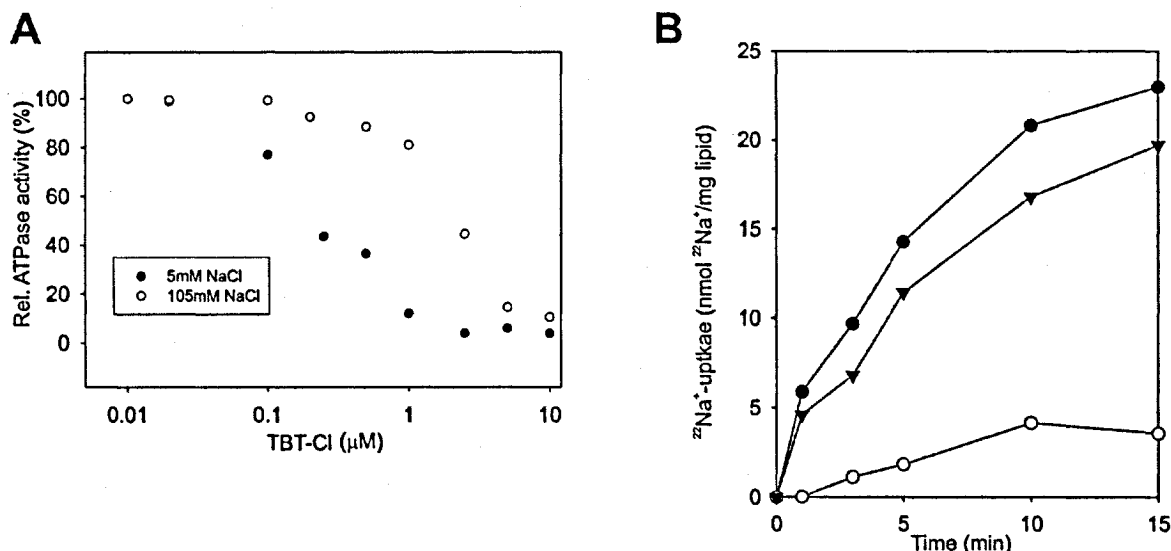 A
Rel. ATPase activity (%)
100
80
60
40
20
0
5mM NaCl
105mM NaCl
0.01
0.1
1
10
TBT-Cl (μM)
B
²²Na⁺-uptkae (nmol ²²Na⁺/mg lipid)
25
20
15
10
5
0
0
5
10
15
Time (min)